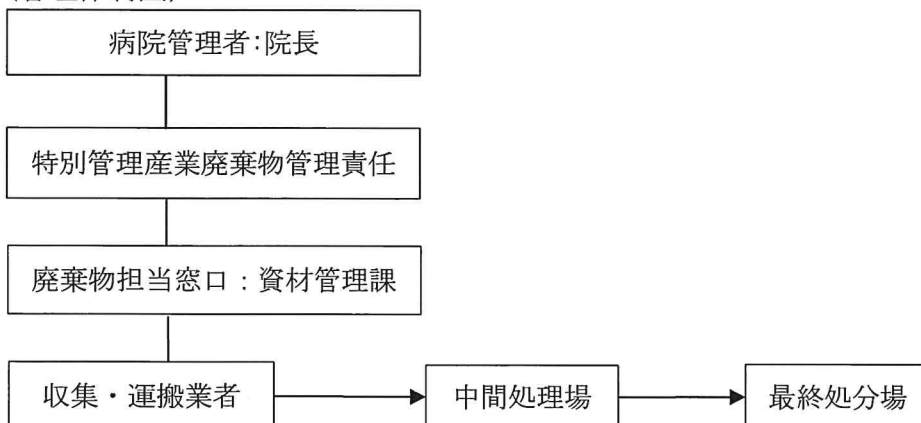 病院管理者:院長
特別管理産業廃棄物管理責任
廃棄物担当窓口:資材管理課
収集・運搬業者
中間処理場
最終処分場